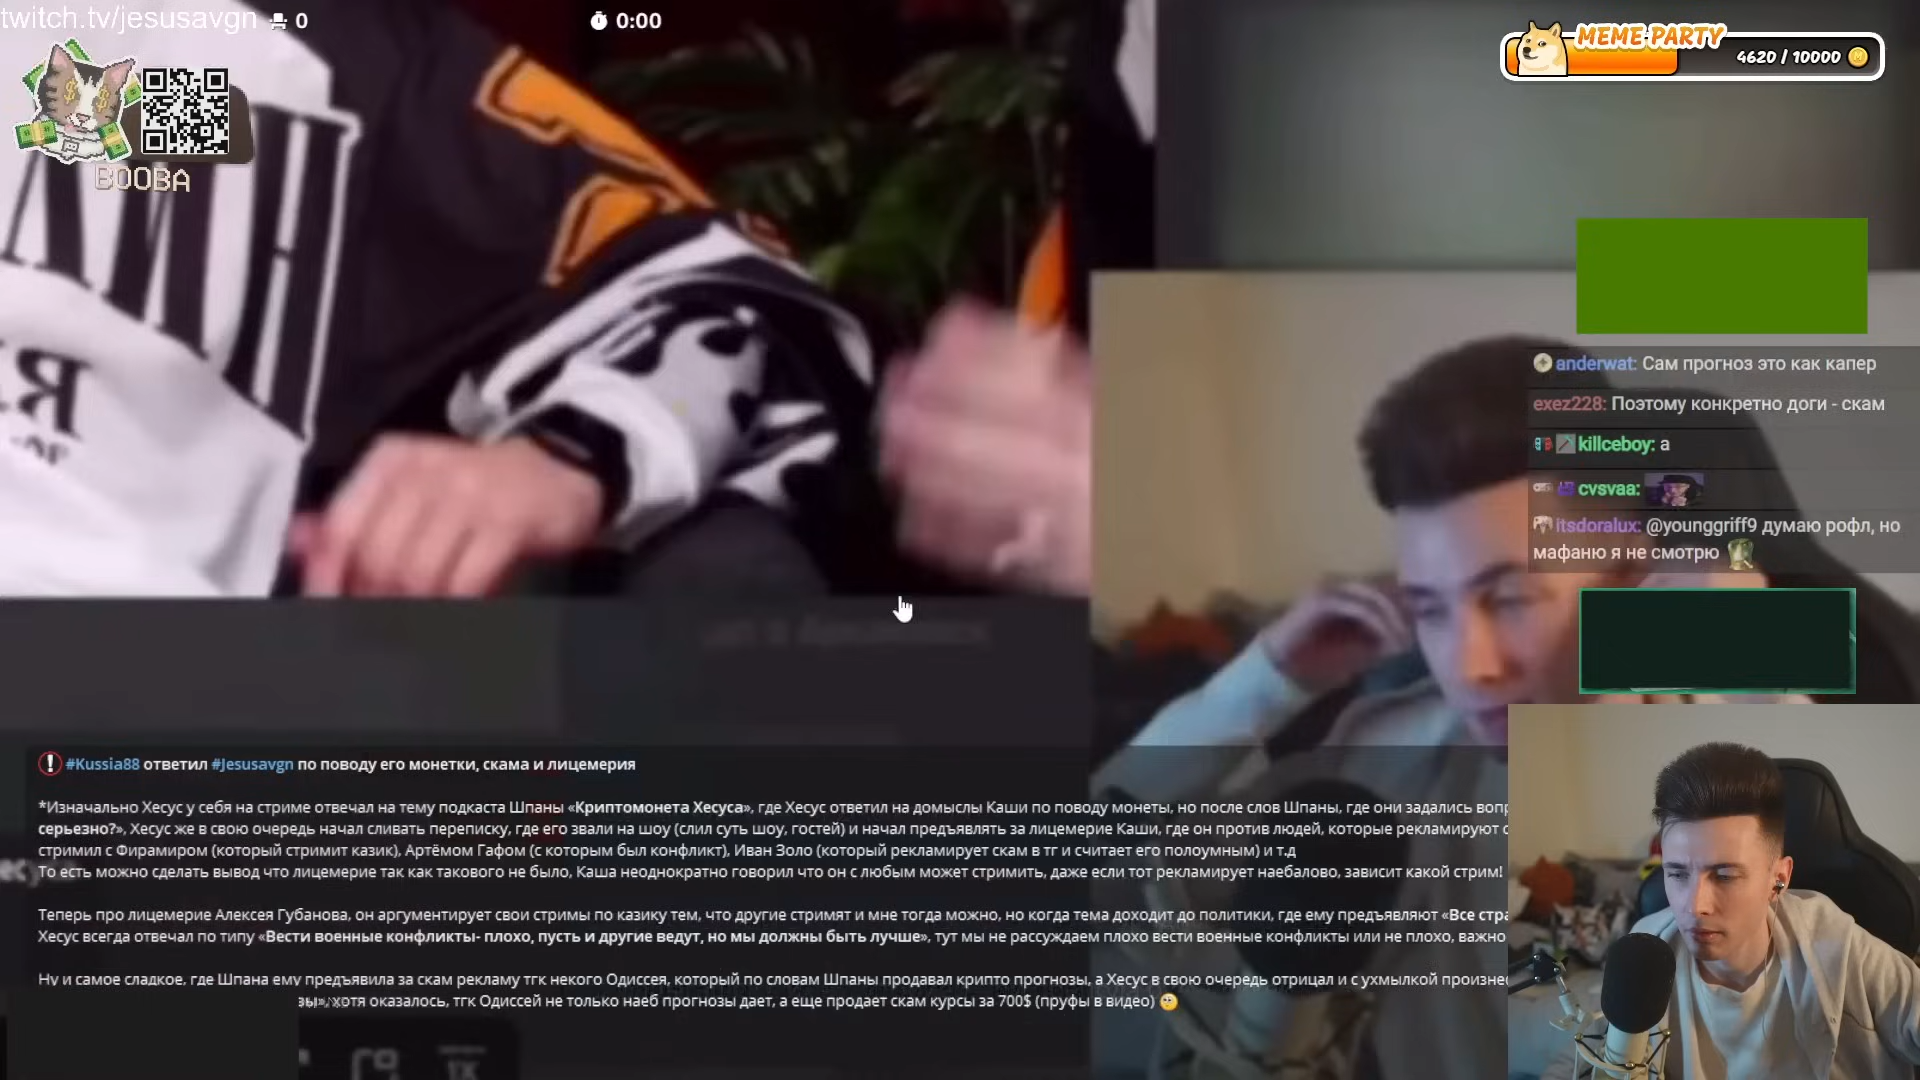 twitch.tv/jesusavgn 0
0:00
MEME PARTY
4620 / 10000
BOOBA
anderwat: Сам прогноз это как капер
exez228: Поэтому конкретно доги - скам
killceboy: а
cvsvaa:
itsdoralux: @younggriff9 думаю рофл, но
мафаню я не смотрю
#Kussia88 ответил #Jesusavgn по поводу его монетки, скама и лицемерия
*Изначально Хесус у себя на стриме отвечал на тему подкаста Шпаны «Криптомонета Хесуса», где Хесус ответил на домыслы Каши по поводу монеты, но после слов Шпаны, где они задались вопр
серьезно?», Хесус же в свою очередь начал сливать переписку, где его звали на шоу (слил суть шоу, гостей) и начал предъявлять за лицемерие Каши, где он против людей, которые рекламируют с
стримил с Фирамиром (который стримит казик), Артёмом Гафом (с которым был конфликт), Иван Золо (который рекламирует скам в тг и считает его полоумным) и т.д
То есть можно сделать вывод что лицемерие так как такового не было, Каша неоднократно говорил что он с любым может стримить, даже если тот рекламирует наебалово, зависит какой стрим!
Теперь про лицемерие Алексея Губанова, он аргументирует свои стримы по казику тем, что другие стримят и мне тогда можно, но когда тема доходит до политики, где ему предъявляют «Все стра
Хесус всегда отвечал по типу «Вести военные конфликты- плохо, пусть и другие ведут, но мы должны быть лучше», тут мы не рассуждаем плохо вести военные конфликты или не плохо, важно
Ну и самое сладкое, где Шпана ему предъявила за скам рекламу тгк некого Одиссея, который по словам Шпаны продавал крипто прогнозы, а Хесус в свою очередь отрицал и с ухмылкой произнес
зы», хотя оказалось, тгк Одиссей не только наеб прогнозы дает, а еще продает скам курсы за 700$ (пруфы в видео)